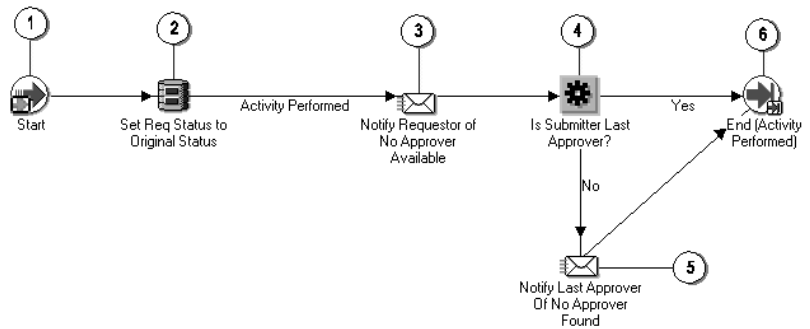 1
2
3
4
6
Start
Set Req Status to
Original Status
Activity Performed
Notify Requestor of
No Approver
Available
Is Submitter Last
Approver?
Yes
End (Activity
Performed)
No
5
Notify Last Approver
Of No Approver
Found